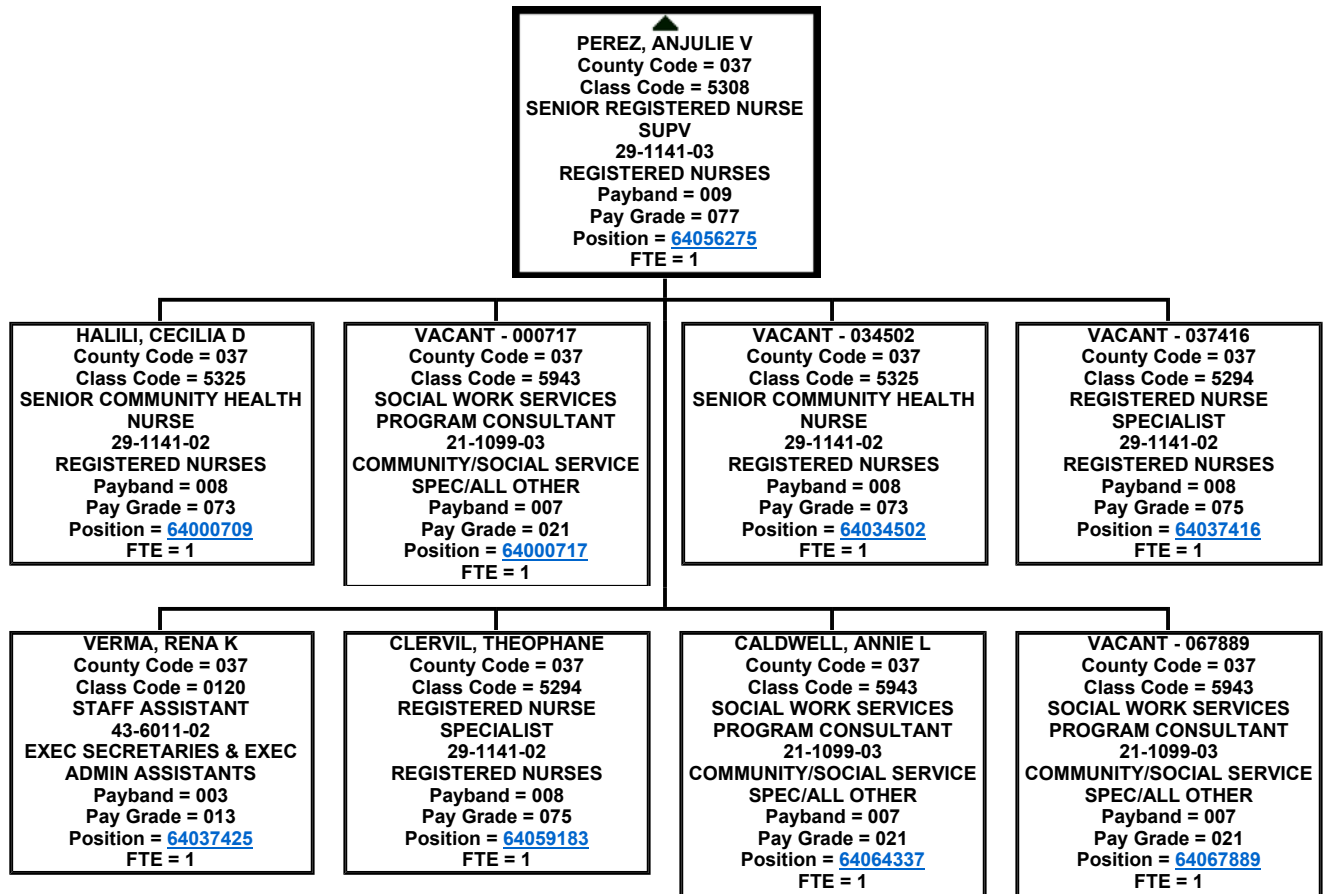 PEREZ, ANJULIE V
County Code = 037
Class Code = 5308
SENIOR REGISTERED NURSE
SUPV
29-1141-03
REGISTERED NURSES
Payband = 009
Pay Grade = 077
Position = 64056275
FTE = 1
HALILI, CECILIA D
County Code = 037
Class Code = 5325
SENIOR COMMUNITY HEALTH
NURSE
29-1141-02
REGISTERED NURSES
Payband = 008
Pay Grade = 073
Position = 64000709
FTE = 1
VACANT - 000717
County Code = 037
Class Code = 5943
SOCIAL WORK SERVICES
PROGRAM CONSULTANT
21-1099-03
COMMUNITY/SOCIAL SERVICE
SPEC/ALL OTHER
Payband = 007
Pay Grade = 021
Position = 64000717
FTE = 1
VACANT - 034502
County Code = 037
Class Code = 5325
SENIOR COMMUNITY HEALTH
NURSE
29-1141-02
REGISTERED NURSES
Payband = 008
Pay Grade = 073
Position = 64034502
FTE = 1
VACANT - 037416
County Code = 037
Class Code = 5294
REGISTERED NURSE
SPECIALIST
29-1141-02
REGISTERED NURSES
Payband = 008
Pay Grade = 075
Position = 64037416
FTE = 1
VERMA, RENA K
County Code = 037
Class Code = 0120
STAFF ASSISTANT
43-6011-02
EXEC SECRETARIES & EXEC
ADMIN ASSISTANTS
Payband = 003
Pay Grade = 013
Position = 64037425
FTE = 1
CLERVIL, THEOPHANE
County Code = 037
Class Code = 5294
REGISTERED NURSE
SPECIALIST
29-1141-02
REGISTERED NURSES
Payband = 008
Pay Grade = 075
Position = 64059183
FTE = 1
CALDWELL, ANNIE L
County Code = 037
Class Code = 5943
SOCIAL WORK SERVICES
PROGRAM CONSULTANT
21-1099-03
COMMUNITY/SOCIAL SERVICE
SPEC/ALL OTHER
Payband = 007
Pay Grade = 021
Position = 64064337
FTE = 1
VACANT - 067889
County Code = 037
Class Code = 5943
SOCIAL WORK SERVICES
PROGRAM CONSULTANT
21-1099-03
COMMUNITY/SOCIAL SERVICE
SPEC/ALL OTHER
Payband = 007
Pay Grade = 021
Position = 64067889
FTE = 1